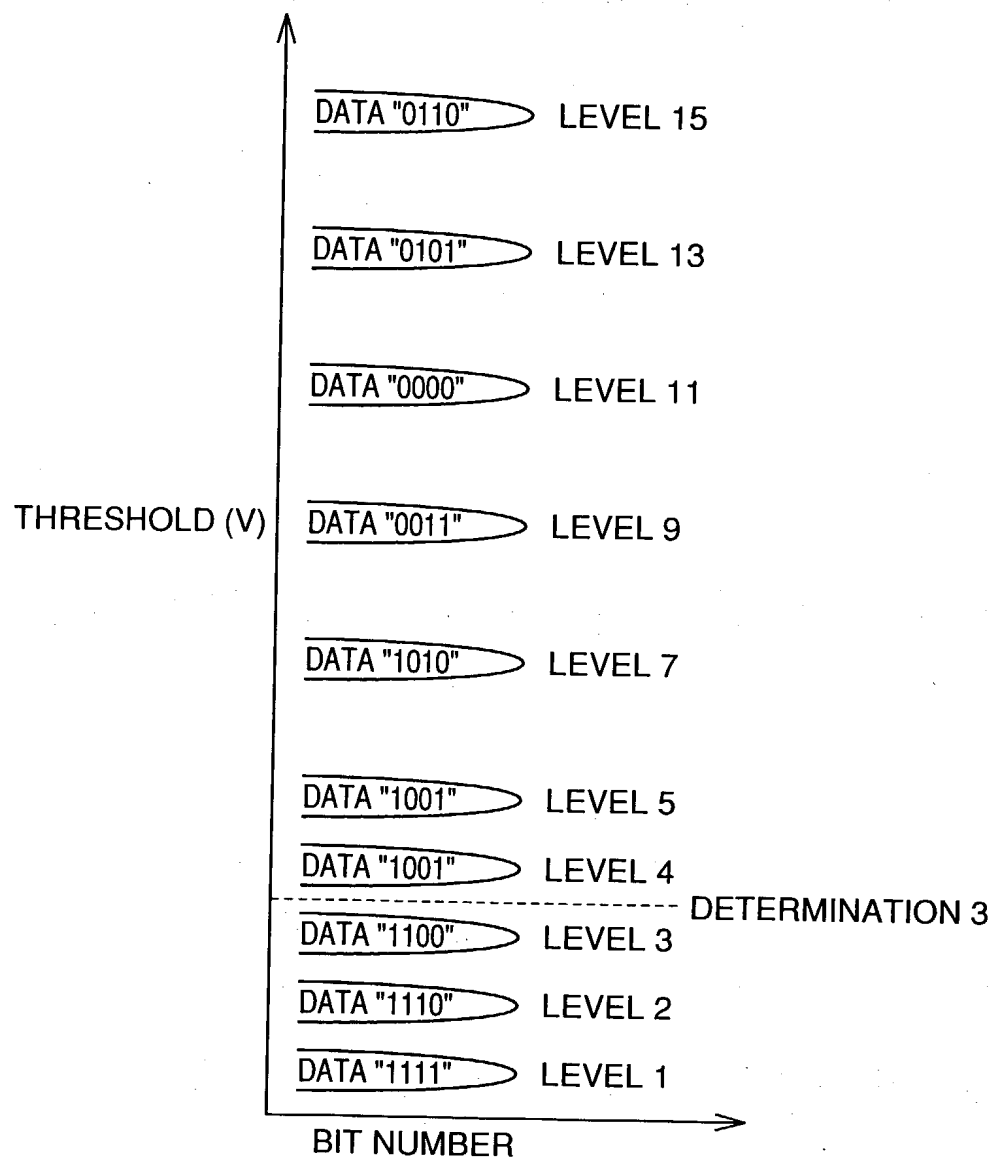 DATA "0110" LEVEL 15
DATA "0101" LEVEL 13
DATA "0000" LEVEL 11
THRESHOLD (V) DATA "0011" LEVEL 9
DATA "1010" LEVEL 7
DATA "1001" LEVEL 5
DATA "1001" LEVEL 4
DETERMINATION 3
DATA "1100" LEVEL 3
DATA "1110" LEVEL 2
DATA "1111" LEVEL 1
BIT NUMBER